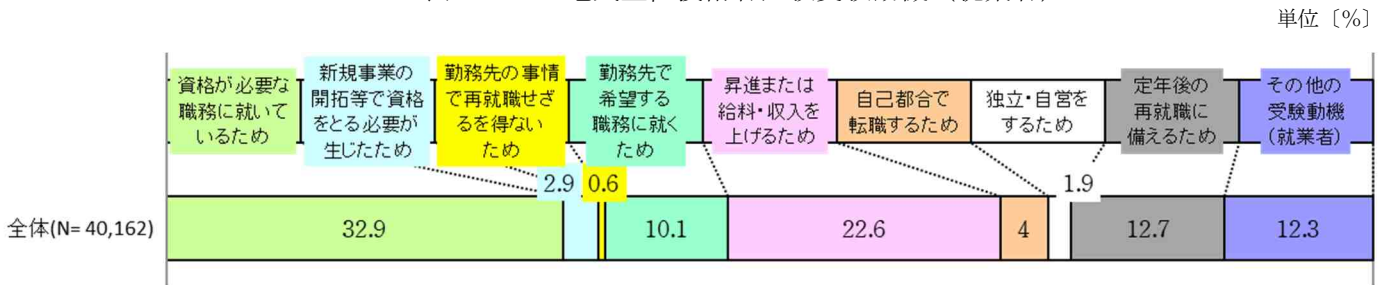 単位〔%〕
資格が必要な
職務に就いて
いるため
新規事業の
開拓等で資格
をとる必要が
生じたため
勤務先の事情
で再就職せざ
るを得ない
ため
勤務先で
希望する
職務に就く
ため
昇進または
給料・収入を
上げるため
自己都合で
転職するため
独立・自営を
するため
定年後の
再就職に
備えるため
その他の
受験動機
(就業者)
2.9
0.6
1.9
全体(N= 40,162)
32.9
10.1
22.6
4
12.7
12.3